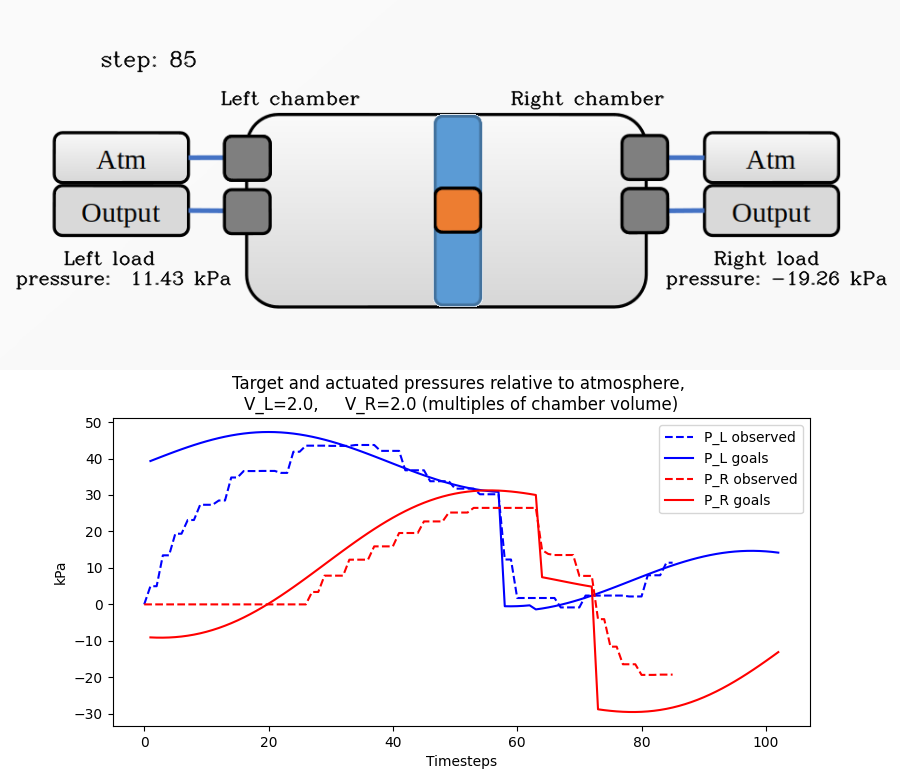 step: 85
Left chamber
Right chamber
Atm
Atm
Output
Output
Left load
pressure: 11.43 kPa
Right load
pressure: −19.26 kPa
Target and actuated pressures relative to atmosphere,
V_L=2.0, V_R=2.0 (multiples of chamber volume)
50
40
30
20
10
0
−10
−20
−30
kPa
P_L observed
P_L goals
P_R observed
P_R goals
0
20
40
60
80
100
Timesteps